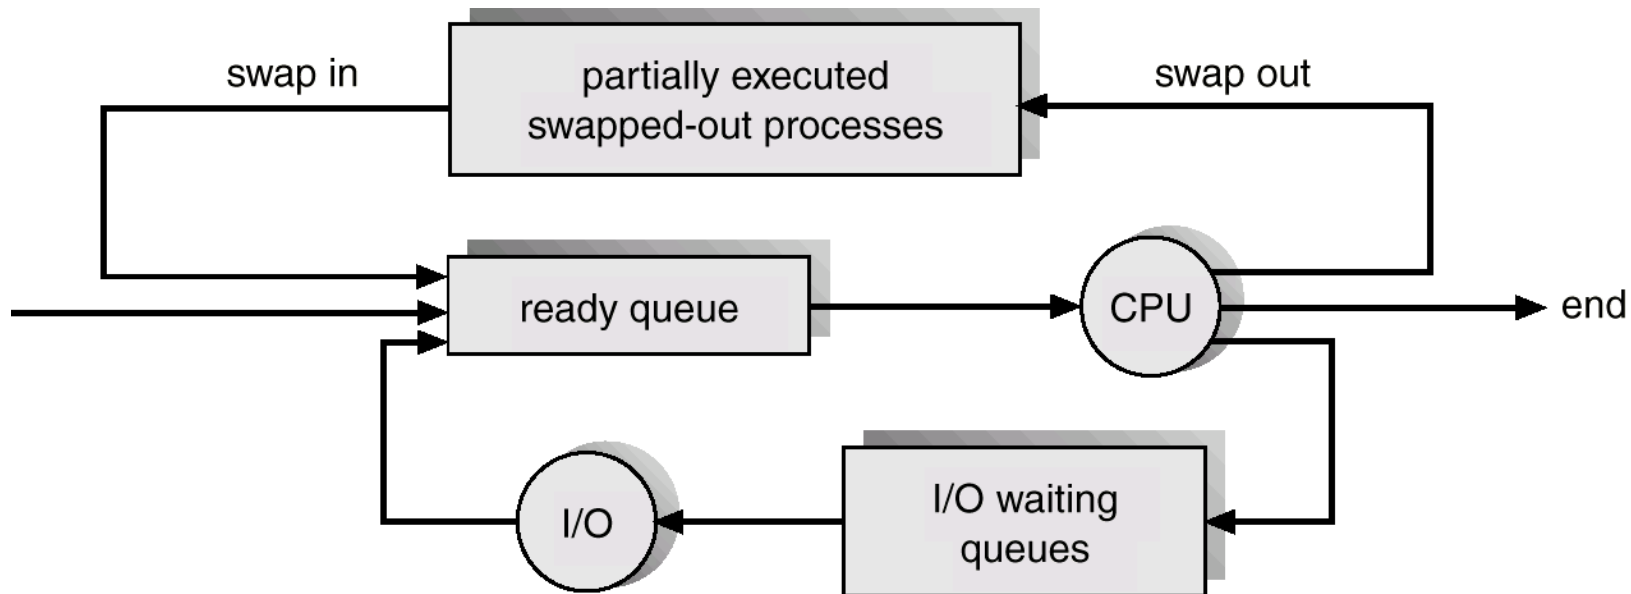 swap in
partially executed
swapped-out processes
swap out
ready queue
CPU
end
I/O
I/O waiting
queues